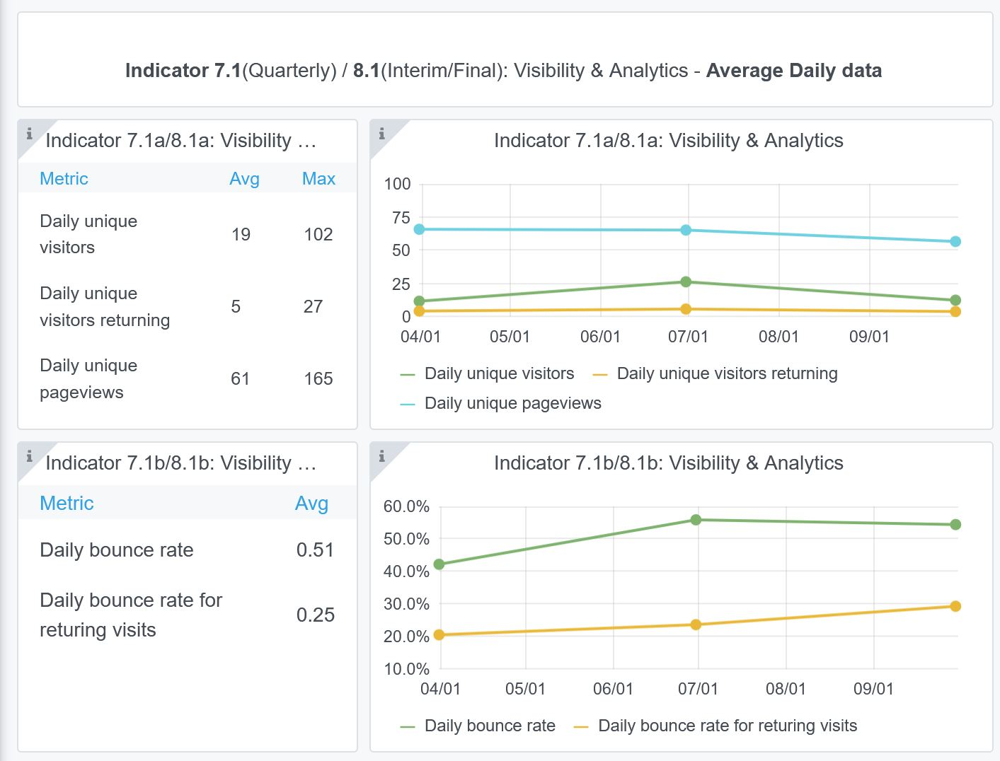 Indicator 7.1(Quarterly) / 8.1(Interim/Final): Visibility & Analytics - Average Daily data
i
Indicator 7.1a/8.1a: Visibility …
Metric Avg Max
Daily unique
visitors
19 102
Daily unique
visitors returning
5 27
Daily unique
pageviews
61 165
i
Indicator 7.1a/8.1a: Visibility & Analytics
100
75
50
25
0
04/01 05/01 06/01 07/01 08/01 09/01
Daily unique visitors Daily unique visitors returning
Daily unique pageviews
i
Indicator 7.1b/8.1b: Visibility …
Metric Avg
Daily bounce rate 0.51
Daily bounce rate for
returing visits
0.25
i
Indicator 7.1b/8.1b: Visibility & Analytics
60.0%
50.0%
40.0%
30.0%
20.0%
10.0%
04/01 05/01 06/01 07/01 08/01 09/01
Daily bounce rate Daily bounce rate for returing visits